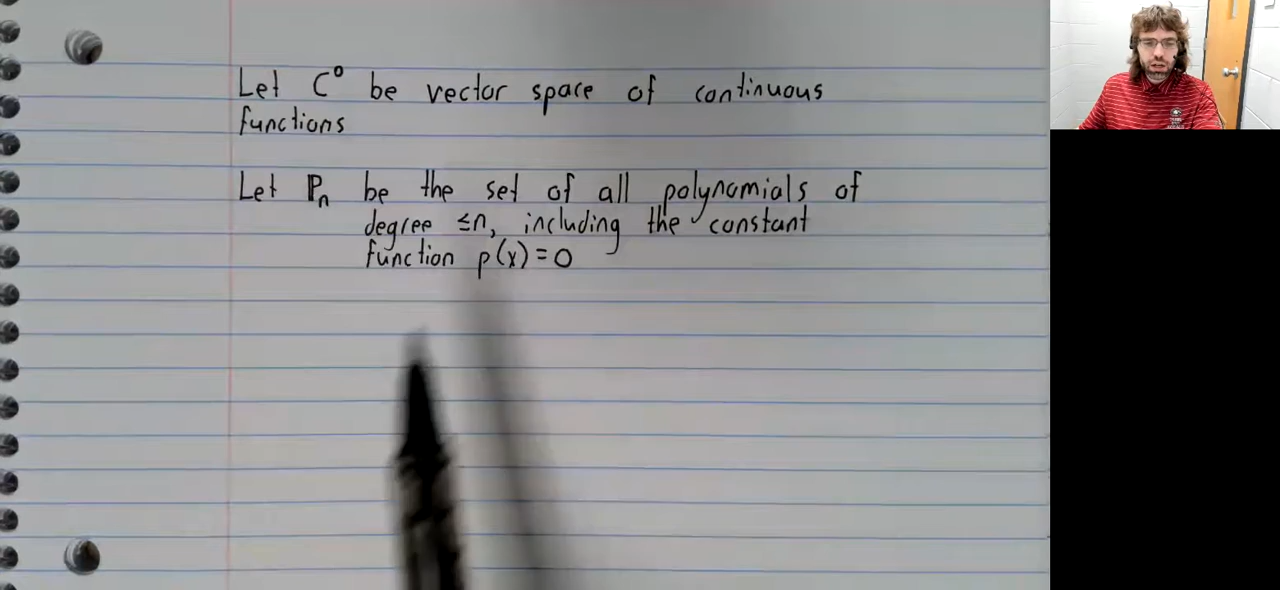 Let C⁰ be vector space of continuous
functions
Let ℙₙ be the set of all polynomials of
degree ≤n, including the constant
function p(x)=0